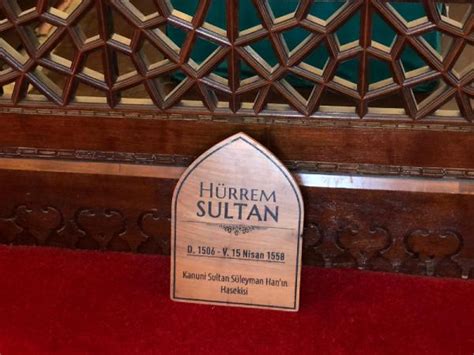 HÜRREM
SULTAN
D. 1506 - V. 15 Nisan 1558
Kanuni Sultan Süleyman Han'ın
Hasekisi